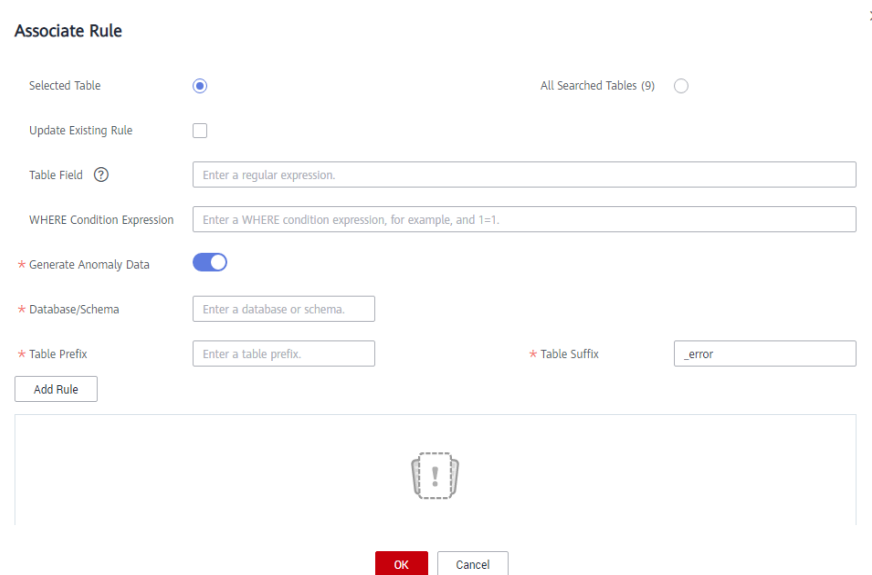 Associate Rule
Selected Table
All Searched Tables (9)
Update Existing Rule
Table Field ?
Enter a regular expression.
WHERE Condition Expression
Enter a WHERE condition expression, for example, and 1=1.
* Generate Anomaly Data
* Database/Schema
Enter a database or schema.
* Table Prefix
Enter a table prefix.
* Table Suffix
_error
Add Rule
!
OK
Cancel